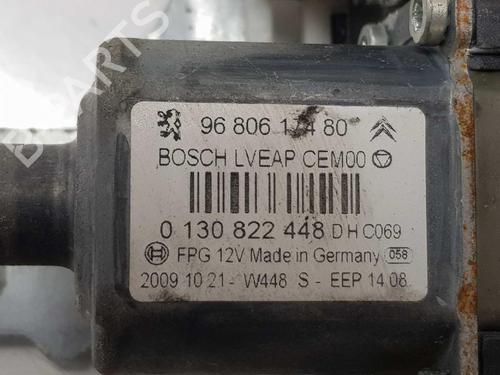 96 806 80
BOSCH LVEAP CEM00
0 130 822 448 D H C069
FPG 12V Made in Germany 058
2009 10 21- W448 S - EEP 14.08